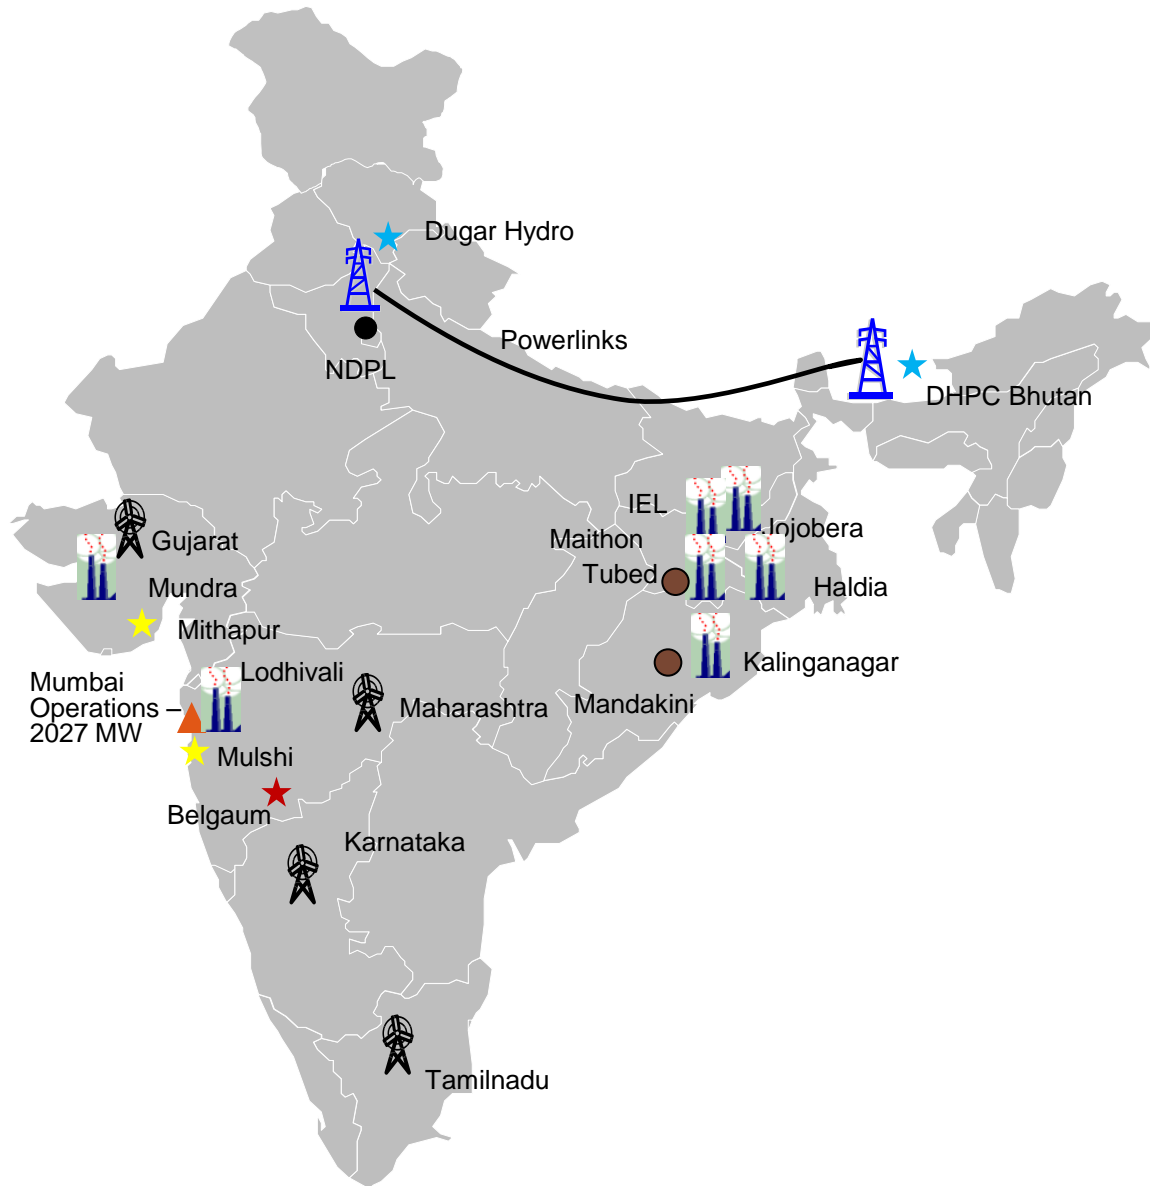 Dugar Hydro
Powerlinks
NDPL
DHPC Bhutan
IEL
Jojobera
Maithon
Gujarat
Tubed
Mundra
Haldia
Mithapur
Lodhivali
Kalinganagar
Mumbai
Operations –
2027 MW
Mandakini
Maharashtra
Mulshi
Belgaum
Karnataka
Tamilnadu